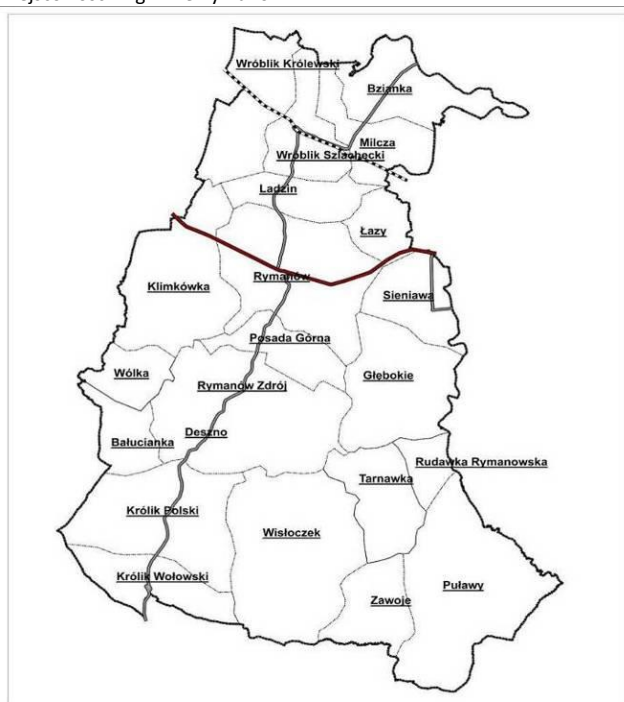 Wróblik Królewski
Bzianka
Milcza
Wróblik Szlachecki
Ladzin
Łazy
Rymanów
Klimkówka
Sieniawa
Posada Górna
Wólka
Rymanów Zdrój
Głębokie
Deszno
Bałucianka
Rudawka Rymanowska
Tarnawka
Królik Polski
Wisłoczek
Królik Wołowski
Puławy
Zawoje